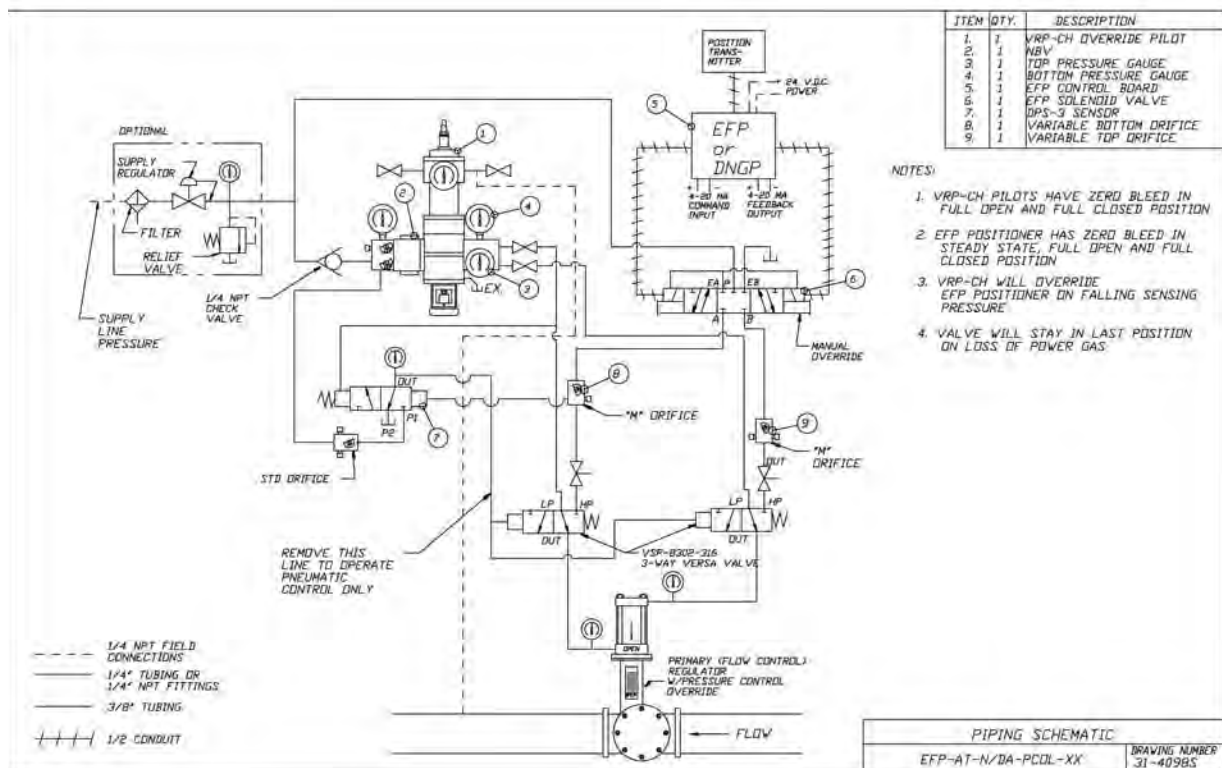 ITEM QTY. DESCRIPTION
1. 1 VRP-CH OVERRIDE PILOT
2. 1 NBV
3. 1 TOP PRESSURE GAUGE
4. 1 BOTTOM PRESSURE GAUGE
5. 1 EFP CONTROL BOARD
6. 1 EFP SOLENOID VALVE
7. 1 DPS-3 SENSOR
8. 1 VARIABLE BOTTOM ORIFICE
9. 1 VARIABLE TOP ORIFICE
NOTES:
1. VRP-CH PILOTS HAVE ZERO BLEED IN
FULL OPEN AND FULL CLOSED POSITION
2. EFP POSITIONER HAS ZERO BLEED IN
STEADY STATE, FULL OPEN AND FULL
CLOSED POSITION
3. VRP-CH WILL OVERRIDE
EFP POSITIONER ON FALLING SENSING
PRESSURE
4. VALVE WILL STAY IN LAST POSITION
ON LOSS OF POWER GAS
POSITION
TRANS-
MITTER
24 V.D.C.
POWER
5
EFP
or
DNGP
+ -
4-20 MA
COMMAND
INPUT
+ -
4-20 MA
FEEDBACK
OUTPUT
OPTIONAL
SUPPLY
REGULATOR
FILTER
RELIEF
VALVE
SUPPLY
LINE
PRESSURE
1/4 NPT
CHECK
VALVE
1
2
4
3
EX.
EA P EB
6
A B
MANUAL
OVERRIDE
OUT
P1
P2
7
STD ORIFICE
8
"M" ORIFICE
9
"M"
ORIFICE
OUT
LP HP
OUT
LP HP
OUT
VSP-8302-316
3-WAY VERSA VALVE
REMOVE THIS
LINE TO OPERATE
PNEUMATIC
CONTROL ONLY
OPEN
PRIMARY (FLOW CONTROL)
REGULATOR
W/PRESSURE CONTROL
OVERRIDE
FLOW
1/4 NPT FIELD
CONNECTIONS
1/4" TUBING OR
1/4" NPT FITTINGS
3/8" TUBING
1/2 CONDUIT
PIPING SCHEMATIC
EFP-AT-N/DA-PCOL-XX
DRAWING NUMBER
31-4098S